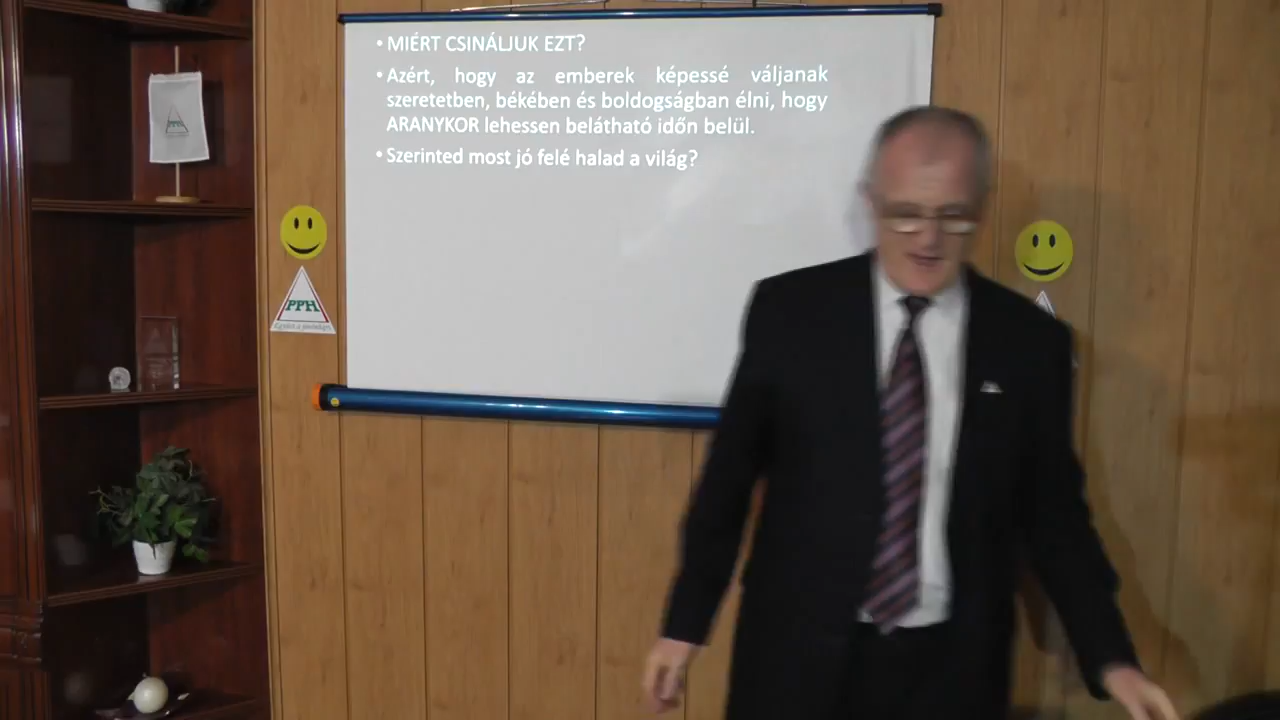 • MIÉRT CSINÁLJUK EZT?
• Azért, hogy az emberek képessé váljanak
szeretetben, békében és boldogságban élni, hogy
ARANYKOR lehessen belátható időn belül.
• Szerinted most jó felé halad a világ?
PPH